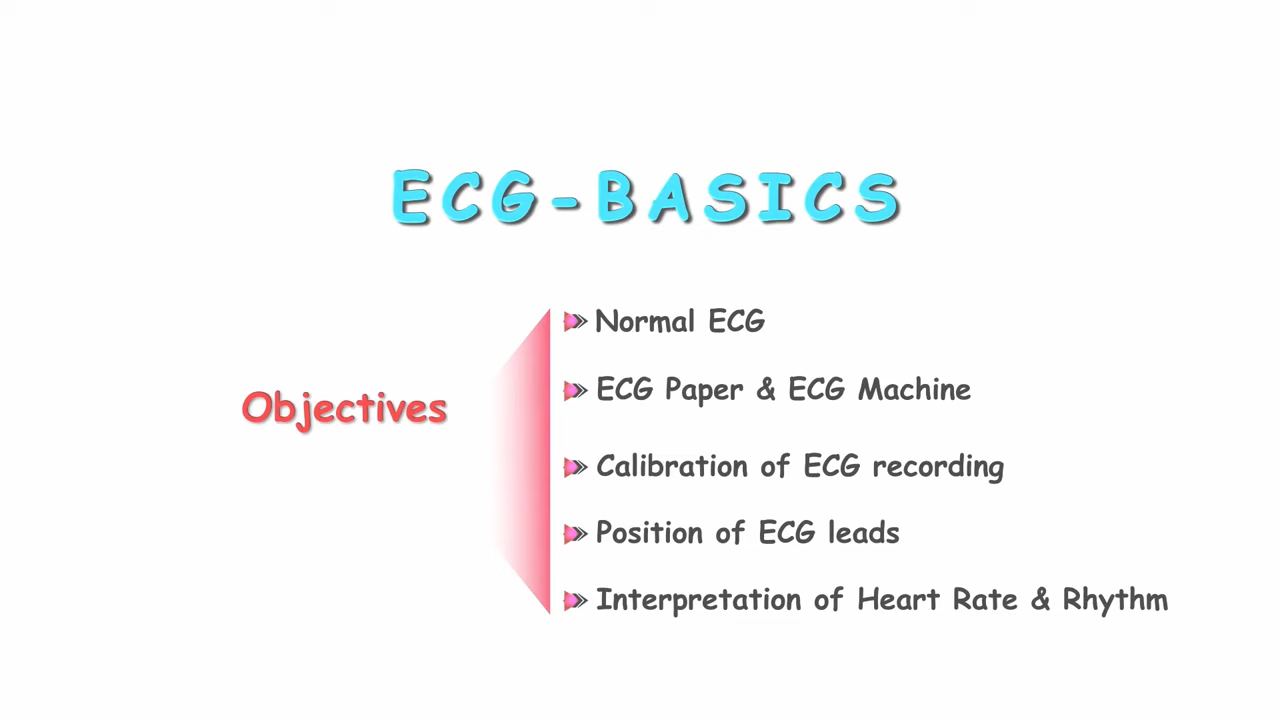 ECG-BASICS
Objectives
Normal ECG
ECG Paper & ECG Machine
Calibration of ECG recording
Position of ECG leads
Interpretation of Heart Rate & Rhythm